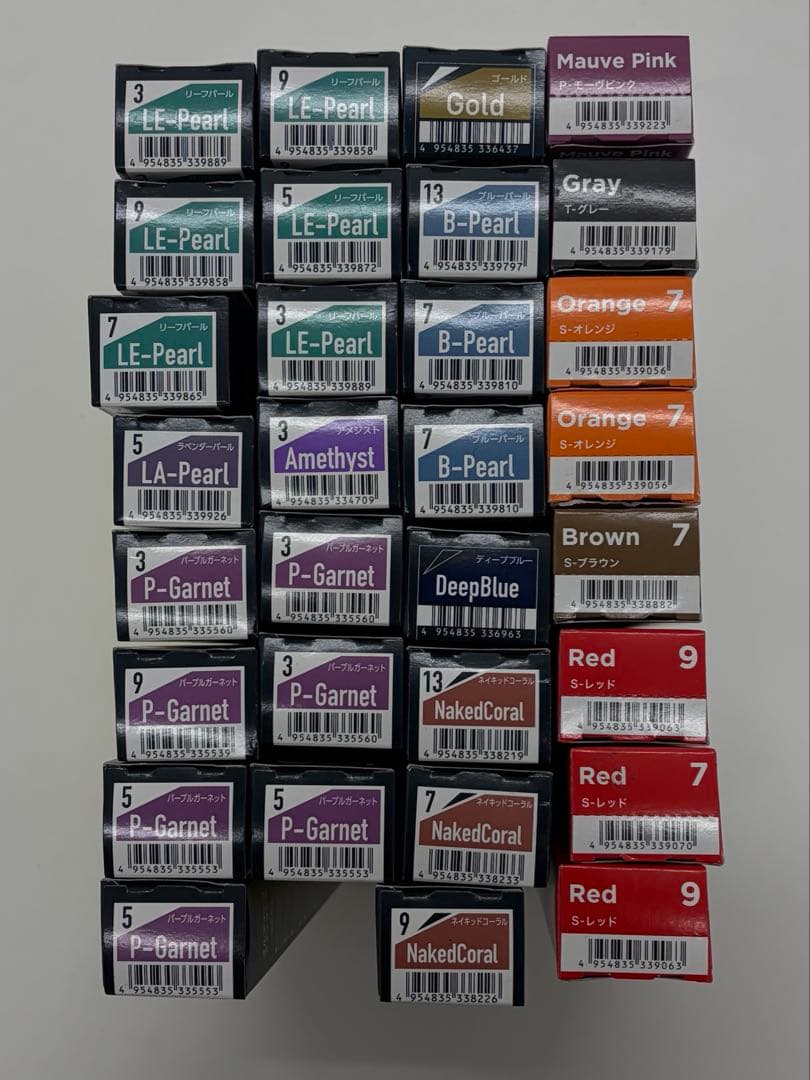 3
リーフパール
LE-Pearl
4 954835 339889
9
リーフパール
LE-Pearl
4 954835 339858
7
リーフパール
LE-Pearl
4 954835 339865
5
ラベンダーパール
LA-Pearl
4 954835 339926
3
パープルガーネット
P-Garnet
4 954835 335560
9
パープルガーネット
P-Garnet
4 954835 335539
5
パープルガーネット
P-Garnet
4 954835 335553
5
パープルガーネット
P-Garnet
4 954835 335553
9
リーフパール
LE-Pearl
4 954835 339858
5
リーフパール
LE-Pearl
4 954835 339872
3
リーフパール
LE-Pearl
4 954835 339889
3
アメジスト
Amethyst
4 954835 334709
3
パープルガーネット
P-Garnet
4 954835 335560
3
パープルガーネット
P-Garnet
4 954835 335560
5
パープルガーネット
P-Garnet
4 954835 335553
ゴールド
Gold
4 954835 336437
13
ブルーパール
B-Pearl
4 954835 339797
7
ブルーパール
B-Pearl
4 954835 339810
7
ブルーパール
B-Pearl
4 954835 339810
ディープブルー
DeepBlue
4 954835 336963
13
ネイキッドコーラル
NakedCoral
4 954835 338219
7
ネイキッドコーラル
NakedCoral
4 954835 338233
9
ネイキッドコーラル
NakedCoral
4 954835 338226
Mauve Pink
P-モーヴピンク
4 954835 339223
Mauve Pink
Gray
T-グレー
4 954835 339179
Orange 7
S-オレンジ
4 954835 339056
Orange 7
S-オレンジ
4 954835 339056
Brown 7
S-ブラウン
4 954835 338882
Red 9
S-レッド
4 954835 339063
Red 7
S-レッド
4 954835 339070
Red 9
S-レッド
4 954835 339063